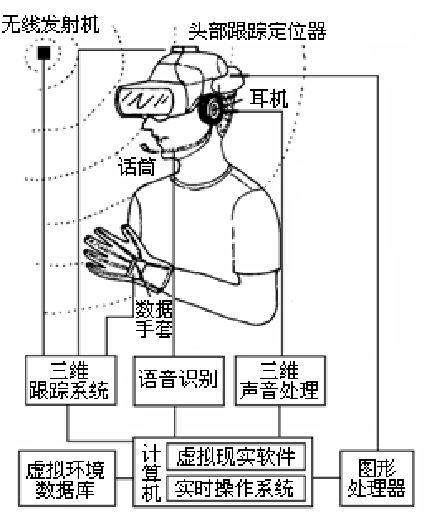 无线发射机
头部跟踪定位器
耳机
话筒
数据
手套
三维
跟踪系统
语音识别
三维
声音处理
计算机
虚拟现实软件
实时操作系统
虚拟环境
数据库
图形
处理器